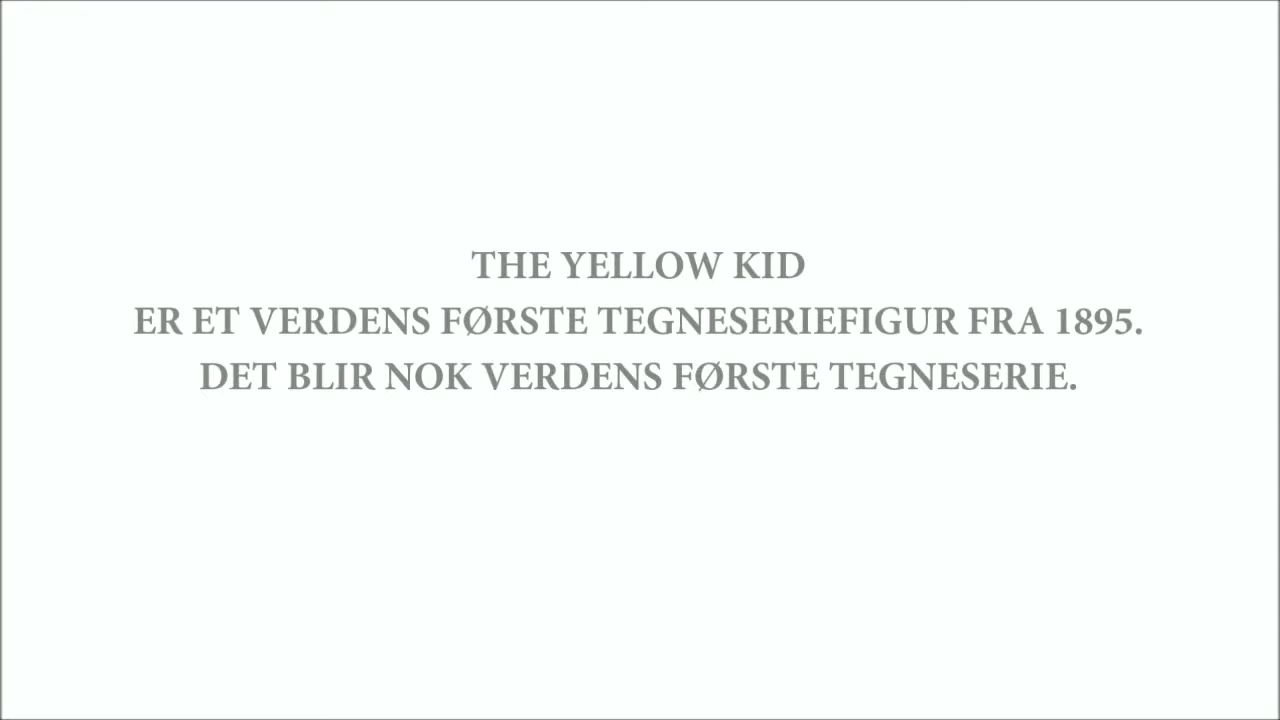 THE YELLOW KID
ER ET VERDENS FØRSTE TEGNESERIEFIGUR FRA 1895.
DET BLIR NOK VERDENS FØRSTE TEGNESERIE.